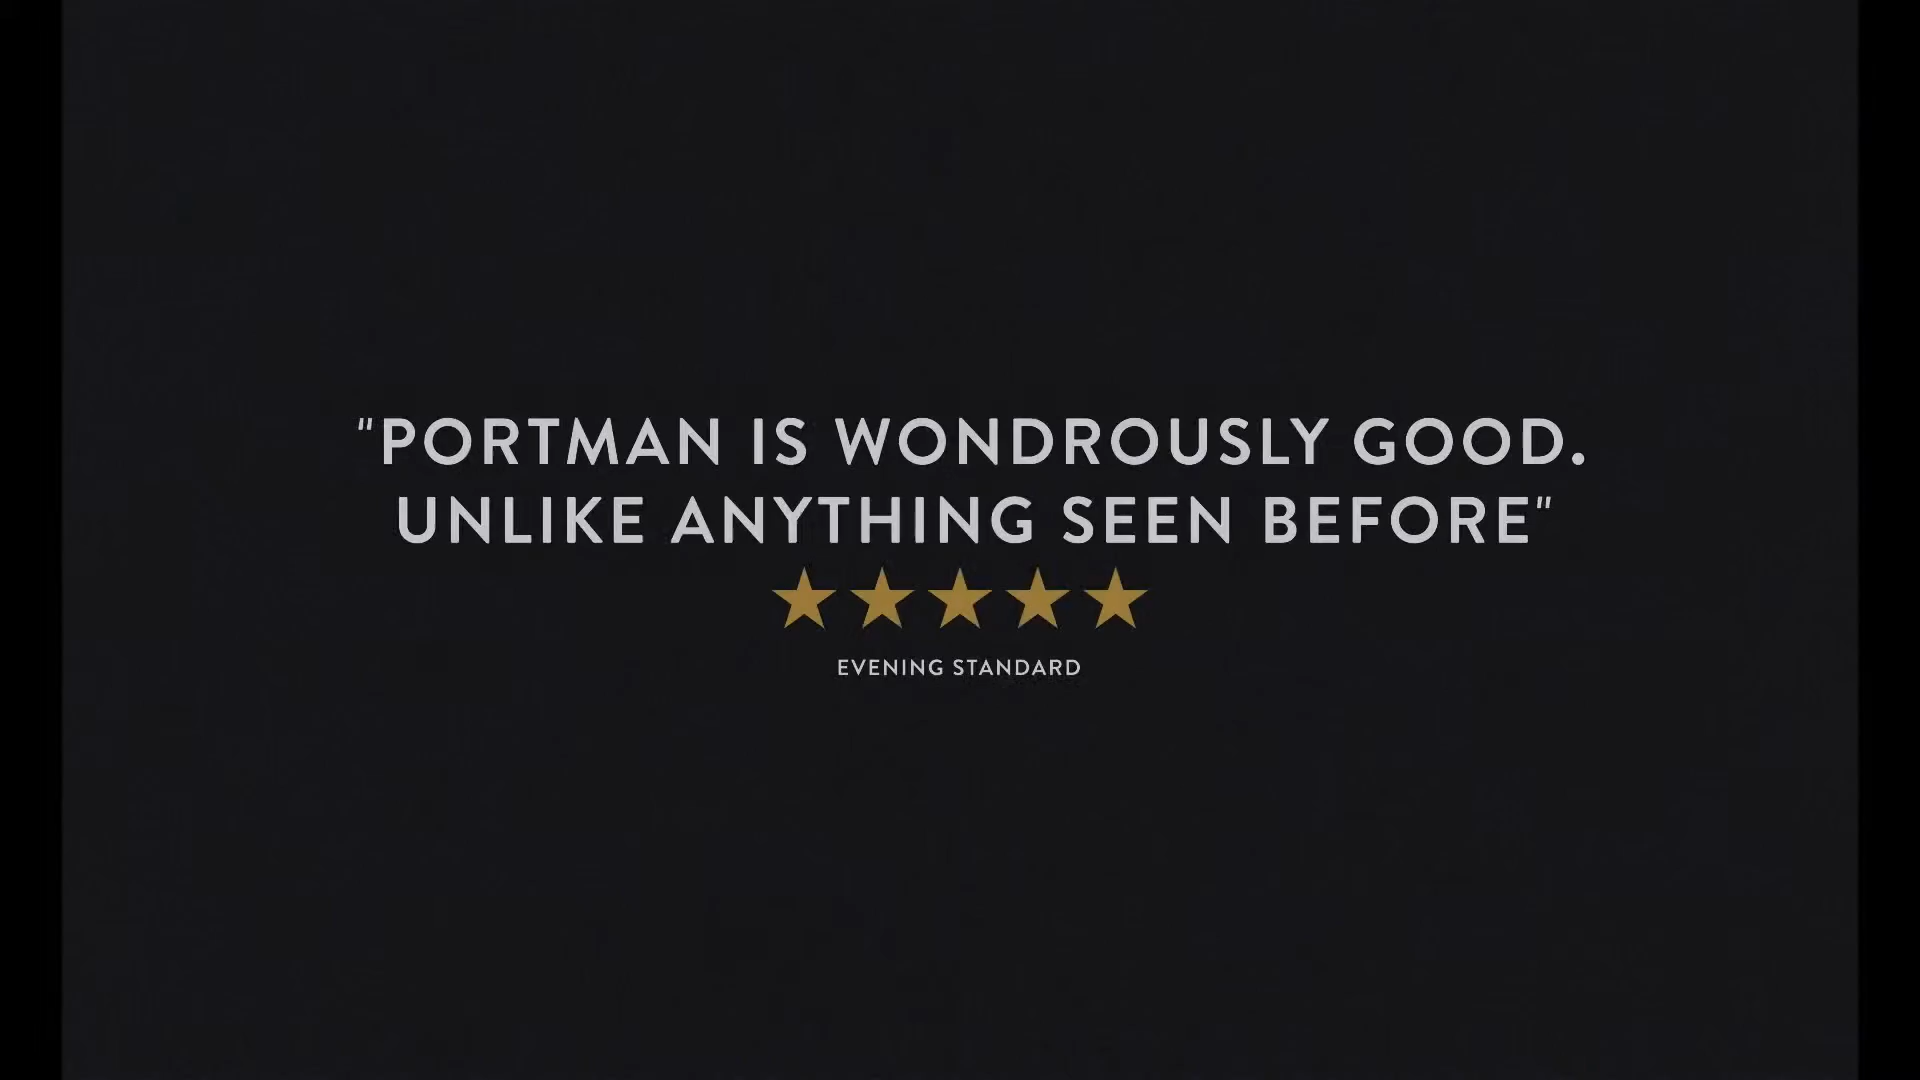 "PORTMAN IS WONDROUSLY GOOD.
UNLIKE ANYTHING SEEN BEFORE"
EVENING STANDARD